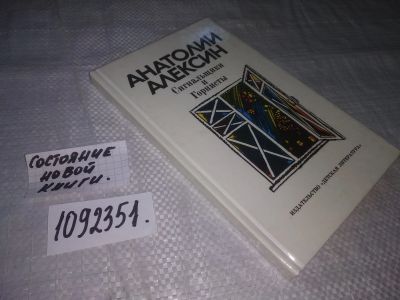 АНАТОЛИЙ
АЛЕКСИН
Сигнальщики
и
Горнисты
ИЗДАТЕЛЬСТВО «ДЕТСКАЯ ЛИТЕРАТУРА»
СОСТОЯНИЕ
НОВОЙ
КНИГИ.
1092351.